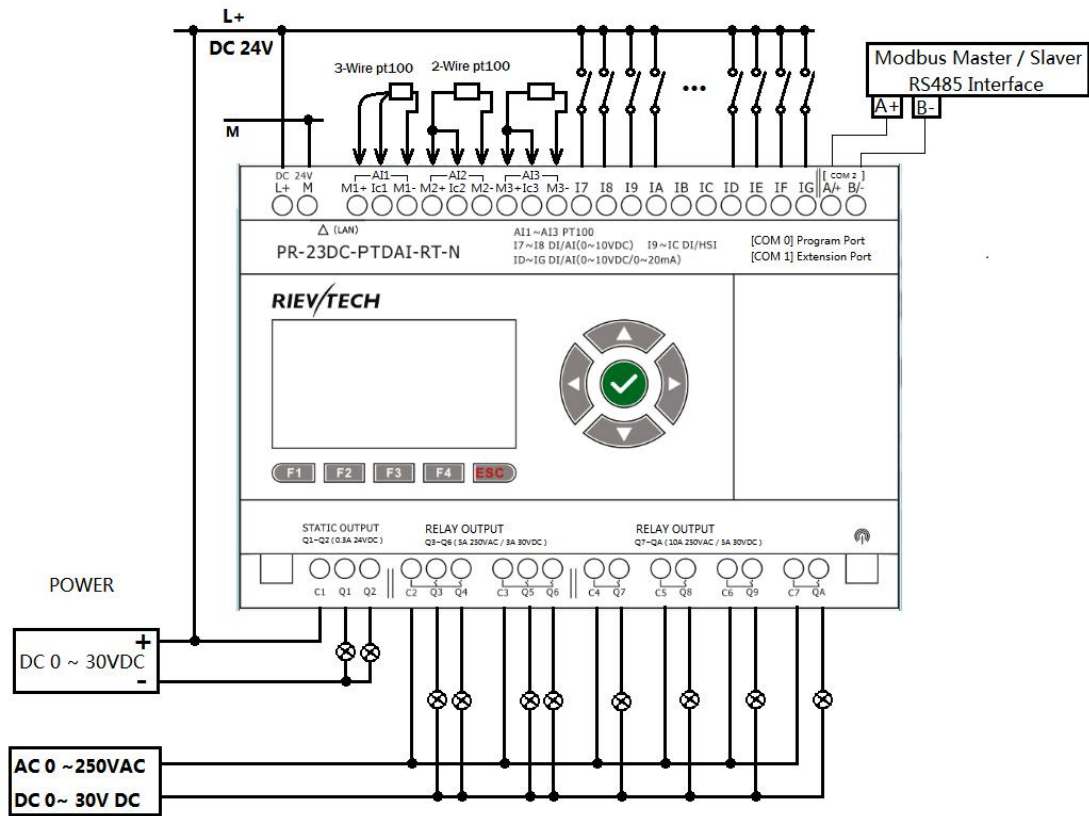 L+
DC 24V
M
3-Wire pt100
2-Wire pt100
...
Modbus Master / Slaver
RS485 Interface
A+ B-
DC 24V
L+ M
AI1 AI2 AI3
M1+ Ic1 M1- M2+ Ic2 M2- M3+ Ic3 M3- I7 I8 I9 IA IB IC ID IE IF IG
[ COM 2 ]
A/+ B/-
△ (LAN)
PR-23DC-PTDAI-RT-N
AI1~AI3 PT100
I7~I8 DI/AI(0~10VDC) I9~IC DI/HSI
ID~IG DI/AI(0~10VDC/0~20mA)
[COM 0] Program Port
[COM 1] Extension Port
RIEVTECH
F1 F2 F3 F4 ESC
STATIC OUTPUT
Q1-Q2 ( 0.3A 24VDC )
RELAY OUTPUT
Q3-Q6 ( 5A 250VAC / 3A 30VDC )
RELAY OUTPUT
Q7-QA ( 10A 250VAC / 5A 30VDC )
C1 Q1 Q2 C2 Q3 Q4 C3 Q5 Q6 C4 Q7 C5 Q8 C6 Q9 C7 QA
POWER
+
DC 0 ~ 30VDC
-
AC 0 ~250VAC
DC 0~ 30V DC